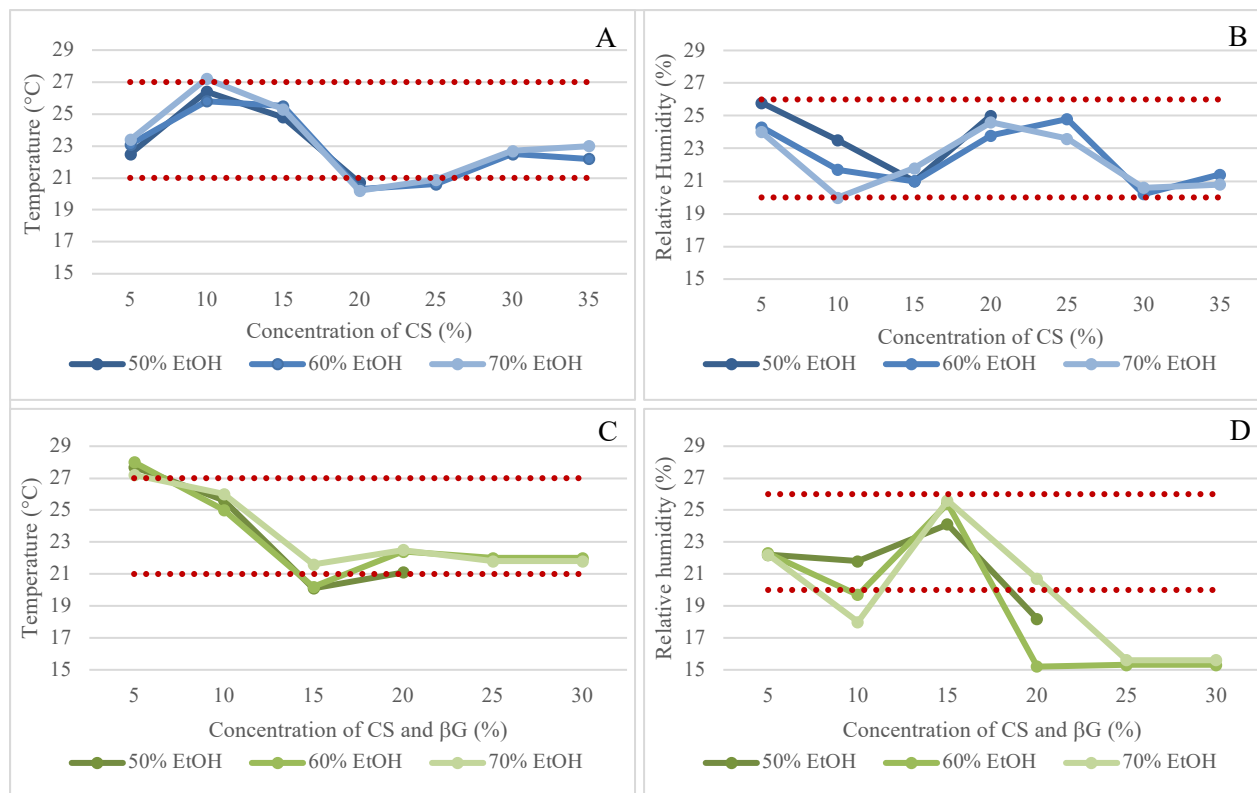 A
Temperature (°C)
29
27
25
23
21
19
17
15
5 10 15 20 25 30 35
Concentration of CS (%)
50% EtOH 60% EtOH 70% EtOH
B
Relative Humidity (%)
29
27
25
23
21
19
17
15
5 10 15 20 25 30 35
Concentration of CS (%)
50% EtOH 60% EtOH 70% EtOH
C
Temperature (°C)
29
27
25
23
21
19
17
15
5 10 15 20 25 30
Concentration of CS and βG (%)
50% EtOH 60% EtOH 70% EtOH
D
Relative humidity (%)
29
27
25
23
21
19
17
15
5 10 15 20 25 30
Concentration of CS and βG (%)
50% EtOH 60% EtOH 70% EtOH